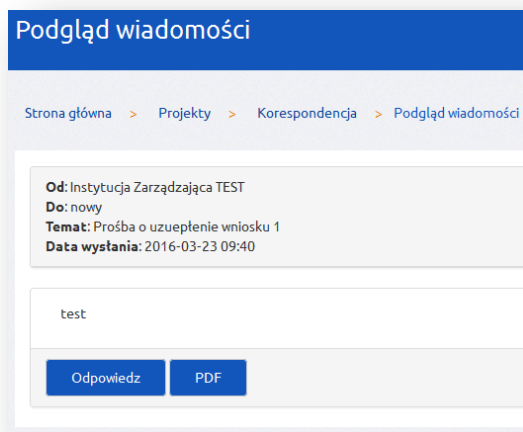 Podgląd wiadomości
Strona główna > Projekty > Korespondencja > Podgląd wiadomości
Od: Instytucja Zarządzająca TEST
Do: nowy
Temat: Prośba o uzuepłenie wniosku 1
Data wysłania: 2016-03-23 09:40
test
Odpowiedz PDF